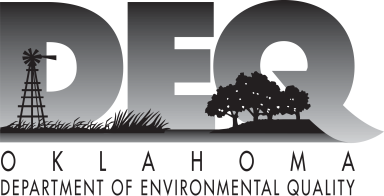 DEQ
OKLAHOMA
DEPARTMENT OF ENVIRONMENTAL QUALITY